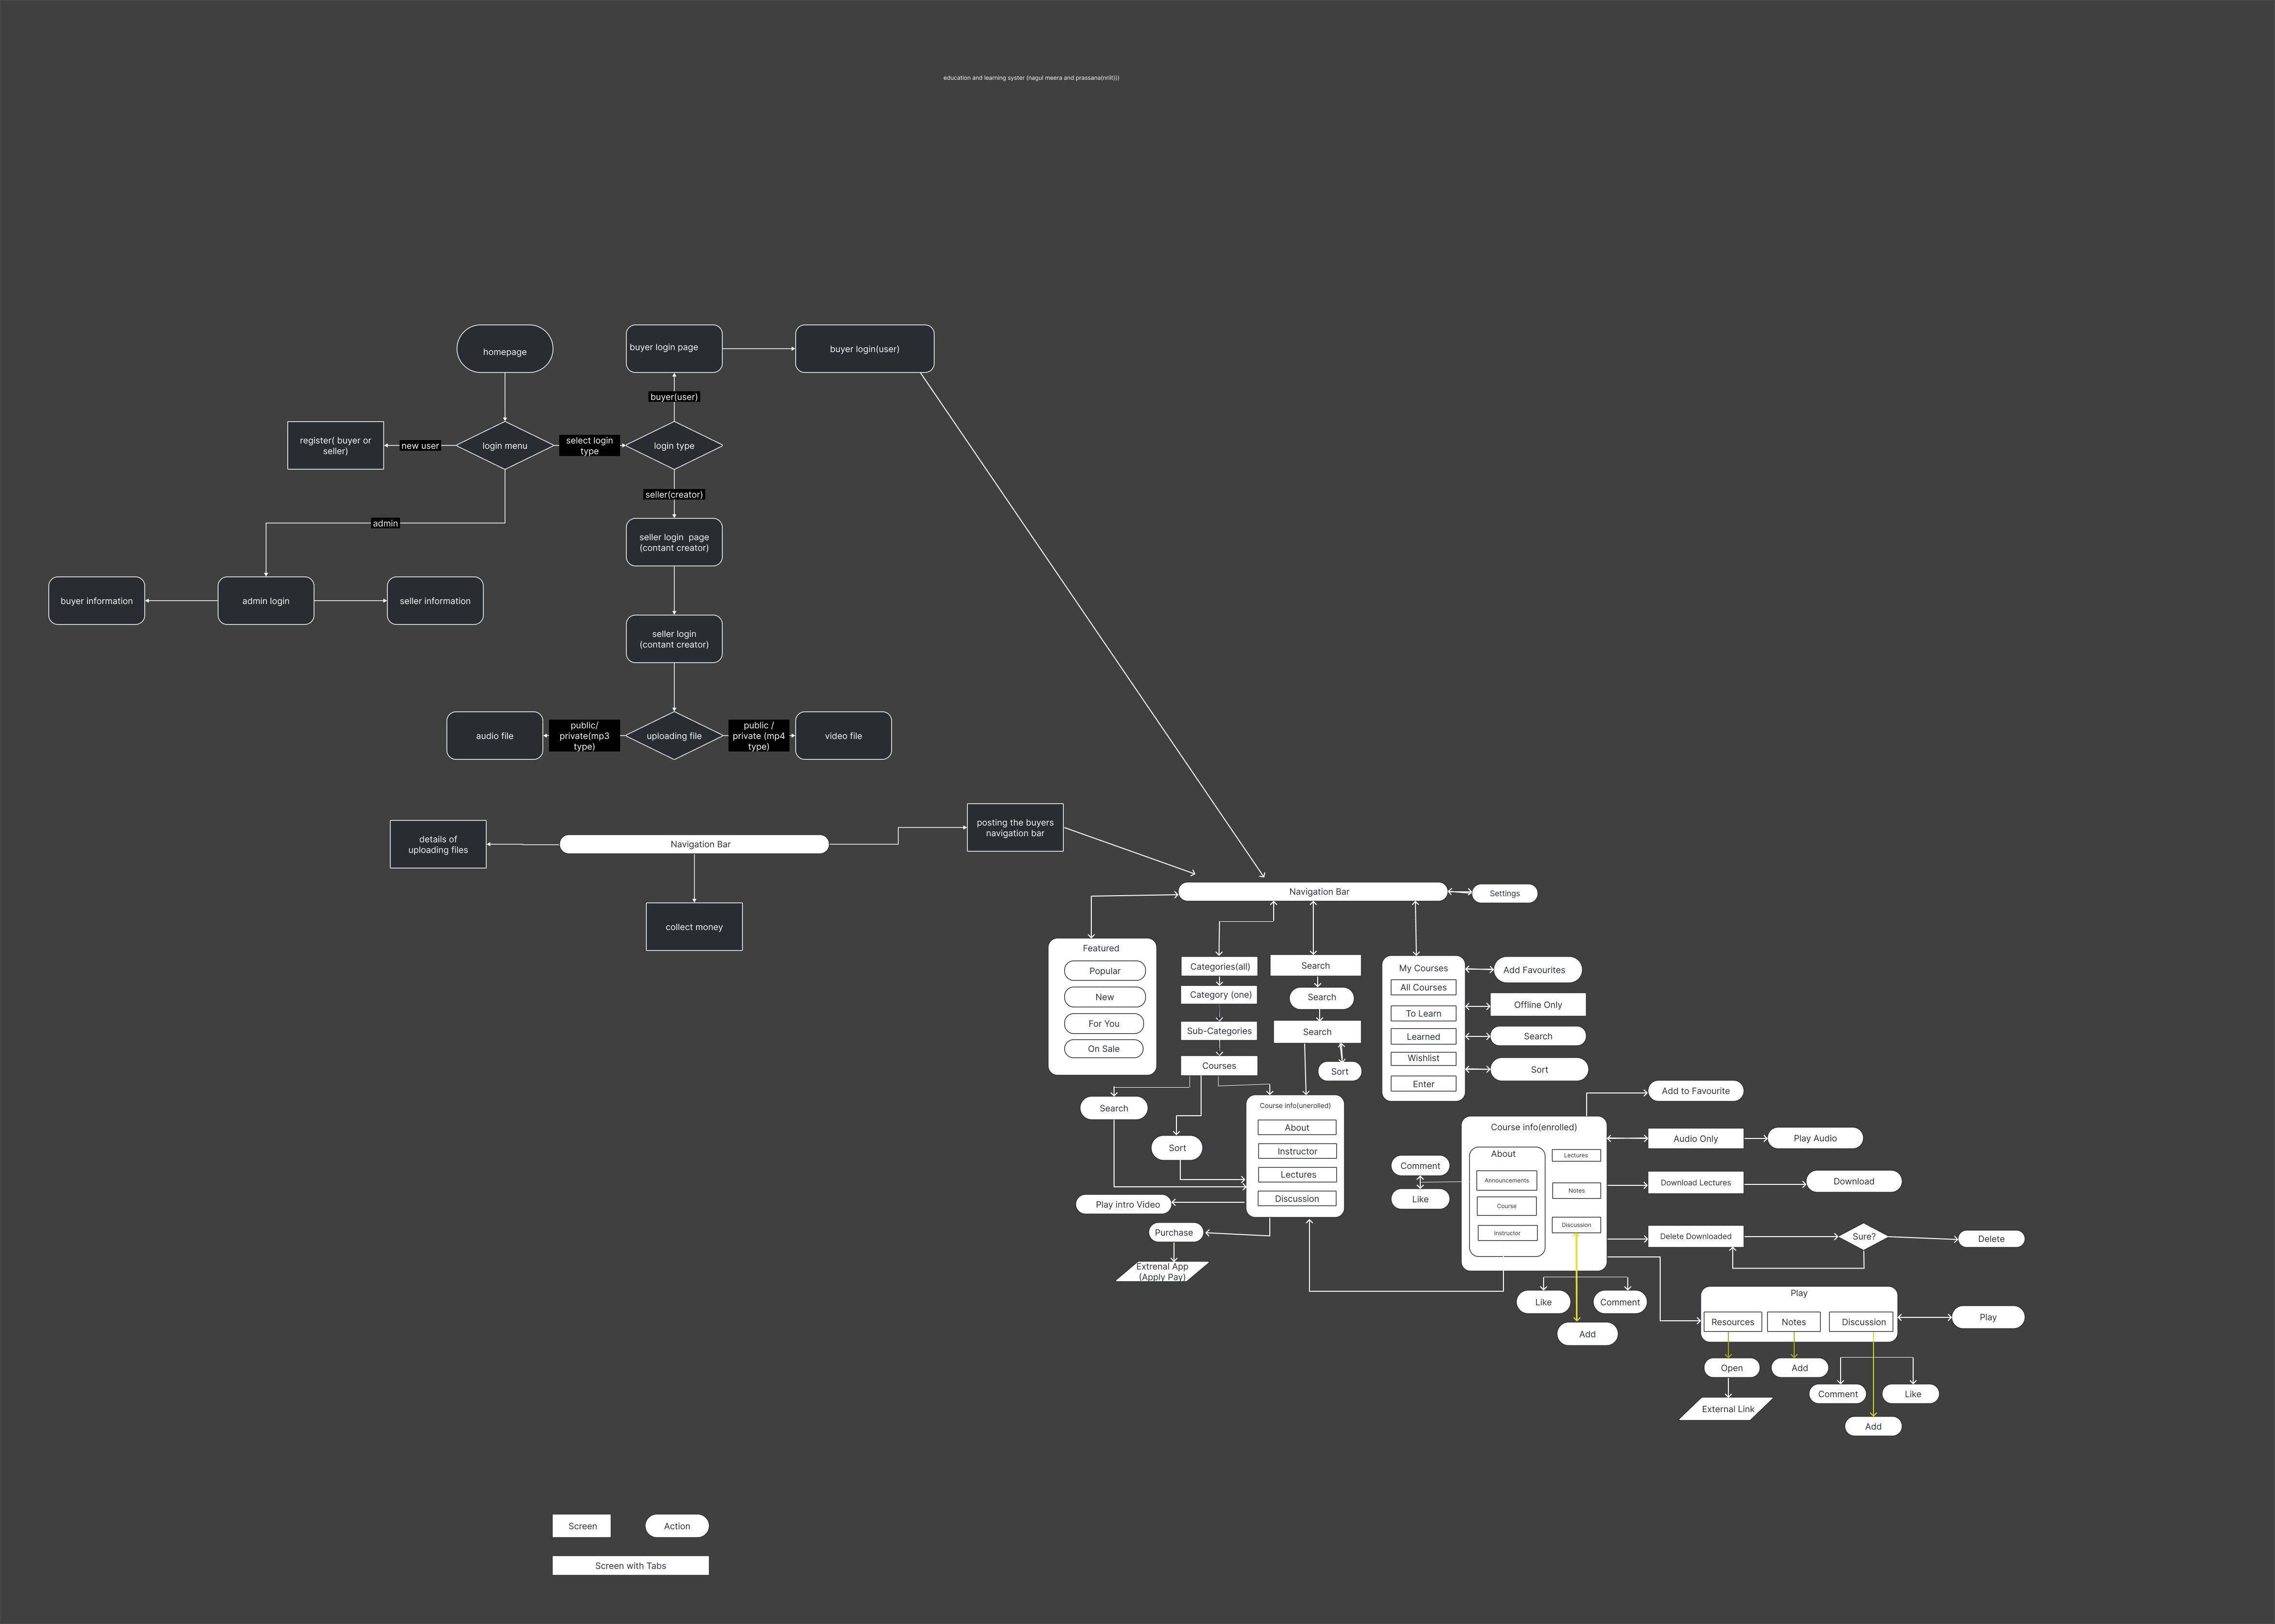 education and learning syster (nagul meera and prassana(nriit)))
homepage
buyer login page
buyer login(user)
buyer(user)
register( buyer or
seller)
new user
login menu
select login
type
login type
seller(creator)
admin
seller login  page
(contant creator)
buyer information
admin login
seller information
seller login
(contant creator)
audio file
public/
private(mp3
type)
uploading file
public /
private (mp4
type)
video file
details of
uploading files
Navigation Bar
posting the buyers
navigation bar
collect money
Navigation Bar
Settings
Featured
Popular
New
For You
On Sale
Categories(all)
Category (one)
Sub-Categories
Courses
Search
Search
Search
Sort
My Courses
All Courses
To Learn
Learned
Wishlist
Enter
Add Favourites
Offline Only
Search
Sort
Search
Sort
Course info(unerolled)
About
Instructor
Lectures
Discussion
Play intro Video
Purchase
Extrenal App
(Apply Pay)
Comment
Like
Course info(enrolled)
About
Announcements
Course
Instructor
Lectures
Notes
Discussion
Add to Favourite
Audio Only
Play Audio
Download Lectures
Download
Delete Downloaded
Sure?
Delete
Like
Comment
Add
Play
Resources
Notes
Discussion
Play
Open
Add
Comment
Like
External Link
Add
Screen
Action
Screen with Tabs